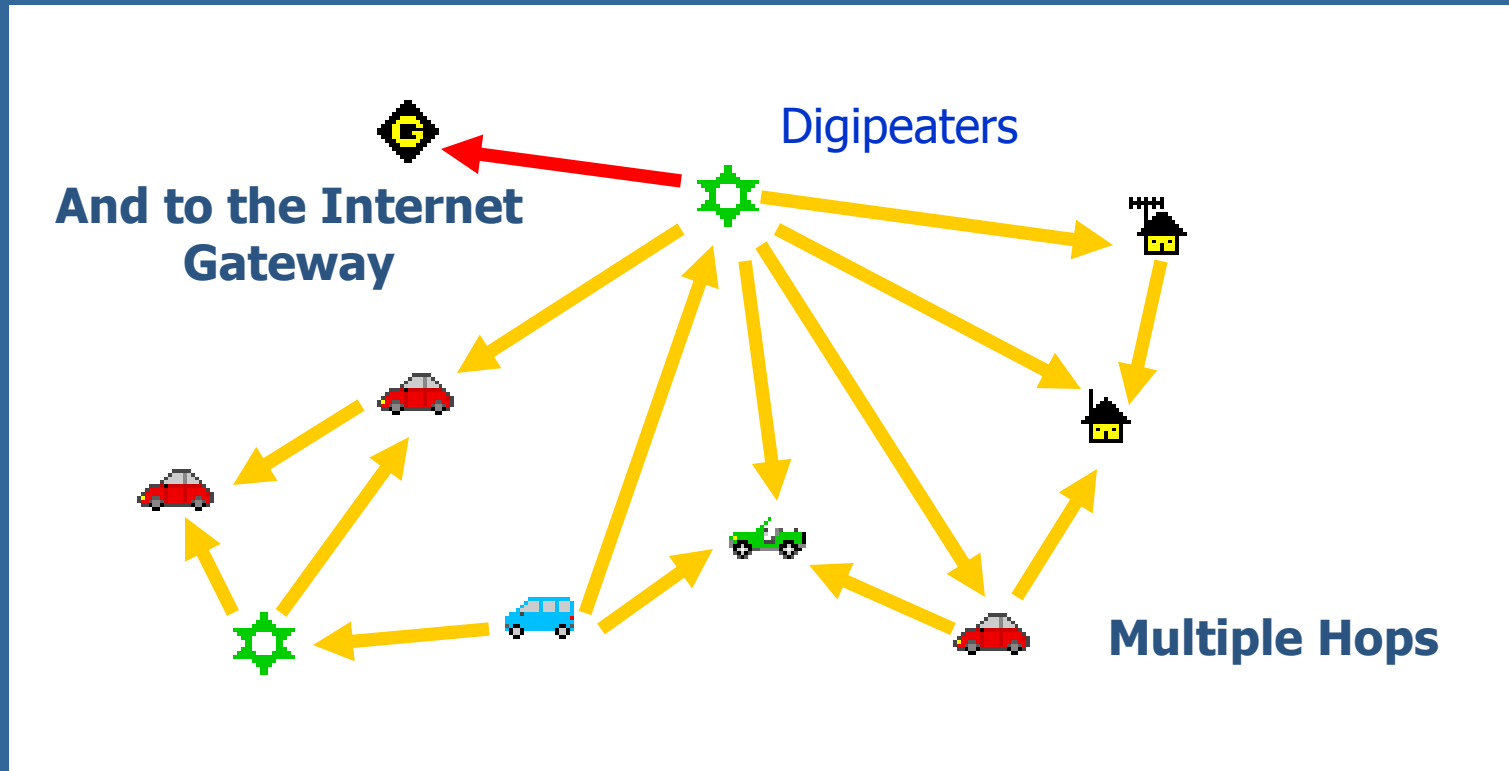 G
Digipeaters
And to the Internet
Gateway
Multiple Hops